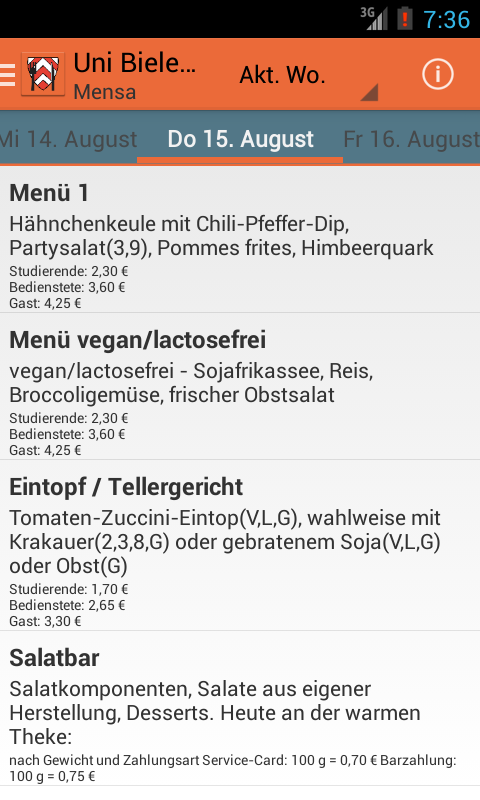 3G 7:36
Uni Biele... Akt. Wo.
Mensa
Mi 14. August Do 15. August Fr 16. August
Menü 1
Hähnchenkeule mit Chili-Pfeffer-Dip,
Partysalat(3,9), Pommes frites, Himbeerquark
Studierende: 2,30 €
Bedienstete: 3,60 €
Gast: 4,25 €
Menü vegan/lactosefrei
vegan/lactosefrei - Sojafrikassee, Reis,
Broccoligemüse, frischer Obstsalat
Studierende: 2,30 €
Bedienstete: 3,60 €
Gast: 4,25 €
Eintopf / Tellergericht
Tomaten-Zuccini-Eintop(V,L,G), wahlweise mit
Krakauer(2,3,8,G) oder gebratenem Soja(V,L,G)
oder Obst(G)
Studierende: 1,70 €
Bedienstete: 2,65 €
Gast: 3,30 €
Salatbar
Salatkomponenten, Salate aus eigener
Herstellung, Desserts. Heute an der warmen
Theke:
nach Gewicht und Zahlungsart Service-Card: 100 g = 0,70 € Barzahlung:
100 g = 0,75 €